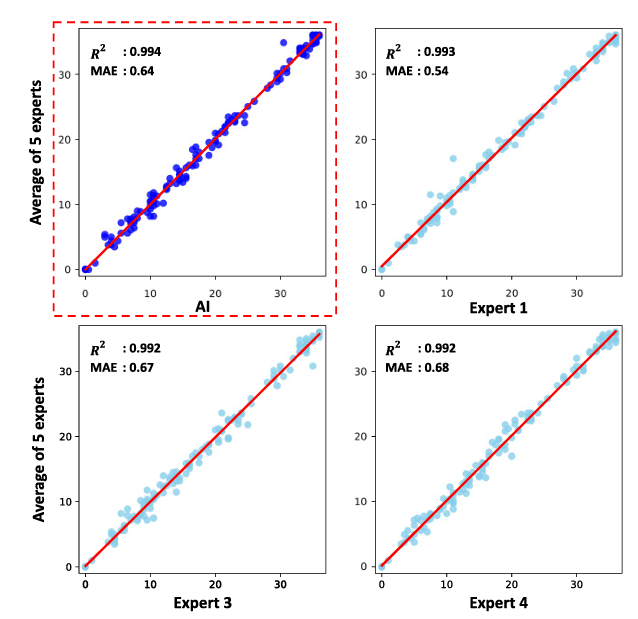 R² : 0.994
MAE : 0.64
Average of 5 experts
30
20
10
0
0 10 20 30
AI
R² : 0.993
MAE : 0.54
30
20
10
0
0 10 20 30
Expert 1
R² : 0.992
MAE : 0.67
Average of 5 experts
30
20
10
0
0 10 20 30
Expert 3
R² : 0.992
MAE : 0.68
30
20
10
0
0 10 20 30
Expert 4